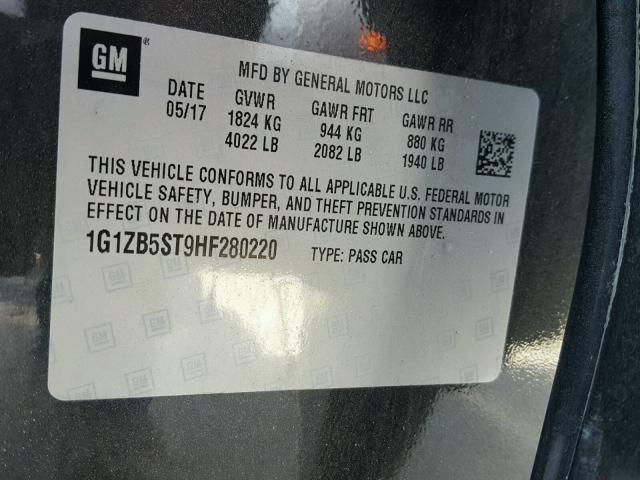 GM ®
MFD BY GENERAL MOTORS LLC
DATE GVWR GAWR FRT GAWR RR
05/17 1824 KG 944 KG 880 KG
4022 LB 2082 LB 1940 LB
THIS VEHICLE CONFORMS TO ALL APPLICABLE U.S. FEDERAL MOTOR
VEHICLE SAFETY, BUMPER, AND THEFT PREVENTION STANDARDS IN
EFFECT ON THE DATE OF MANUFACTURE SHOWN ABOVE.
1G1ZB5ST9HF280220 TYPE: PASS CAR